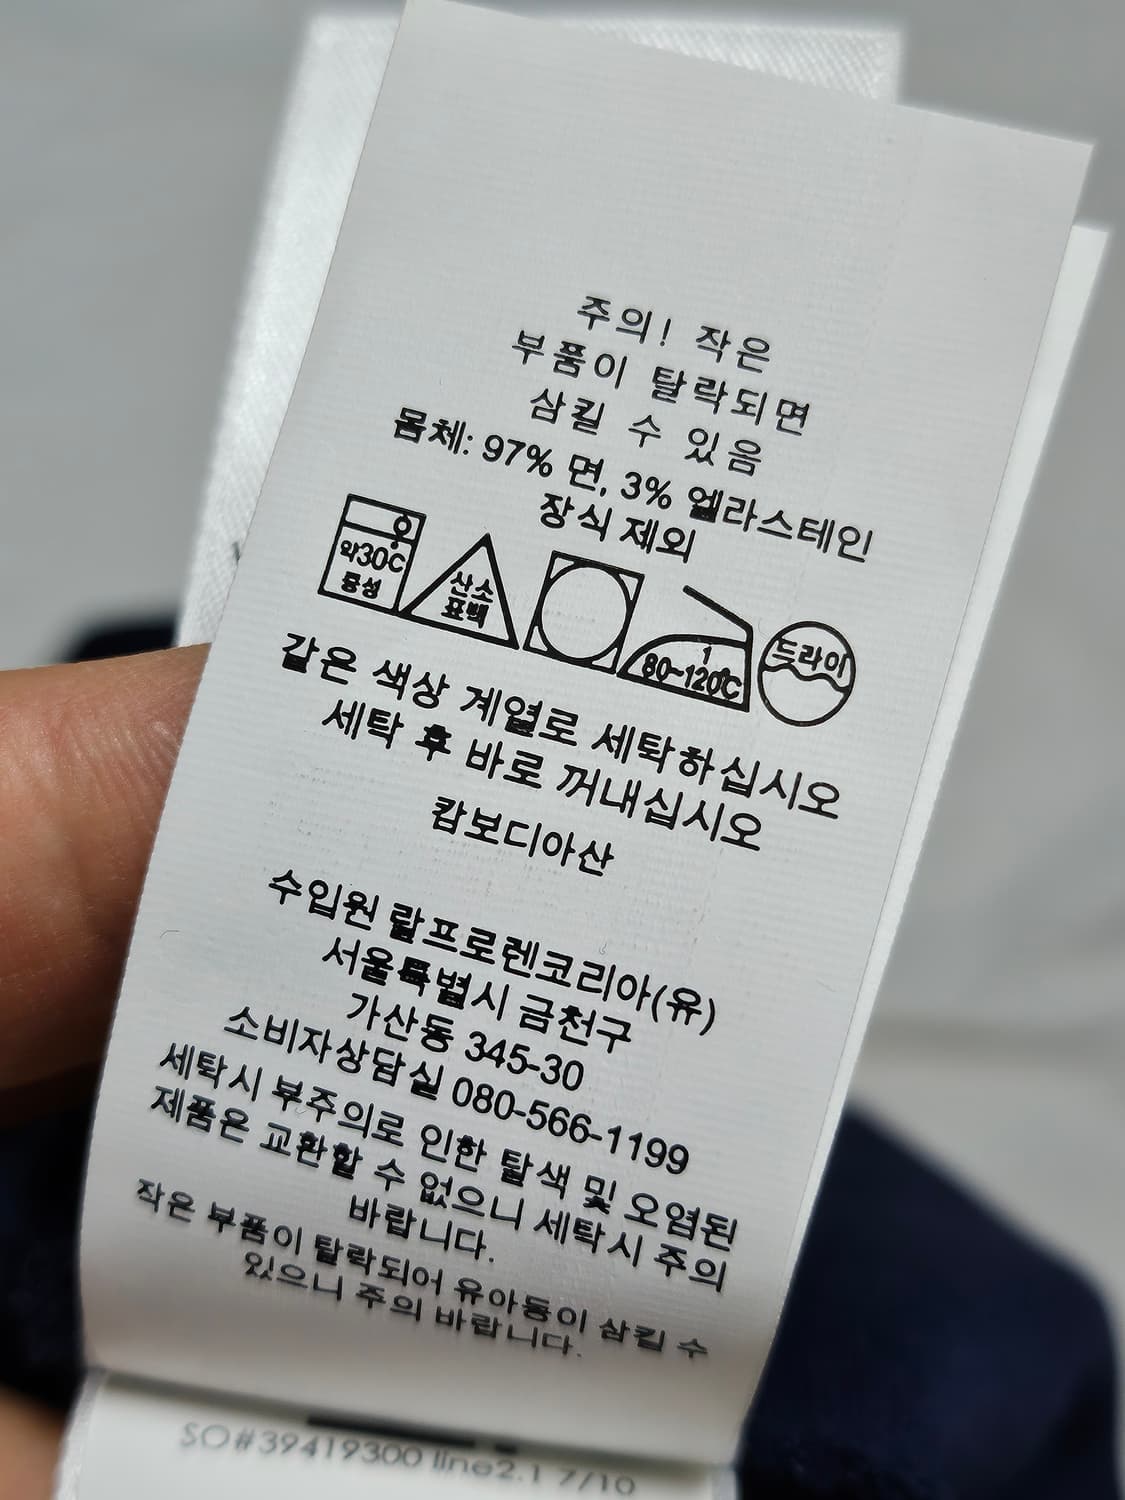 주의! 작은
부품이 탈락되면
삼킬 수 있음
몸체: 97% 면, 3% 엘라스테인
장식 제외
약30℃
중성
산소
표백
1
80~120℃
드라이
같은 색상 계열로 세탁하십시오
세탁 후 바로 꺼내십시오
캄보디아산
수입원 랄프로렌코리아(유)
서울특별시 금천구
가산동 345-30
소비자상담실 080-566-1199
세탁시 부주의로 인한 탈색 및 오염된
제품은 교환할 수 없으니 세탁시 주의
바랍니다.
작은 부품이 탈락되어 유아동이 삼킬 수
있으니 주의 바랍니다.
SO#39419300 line2.1 7/10